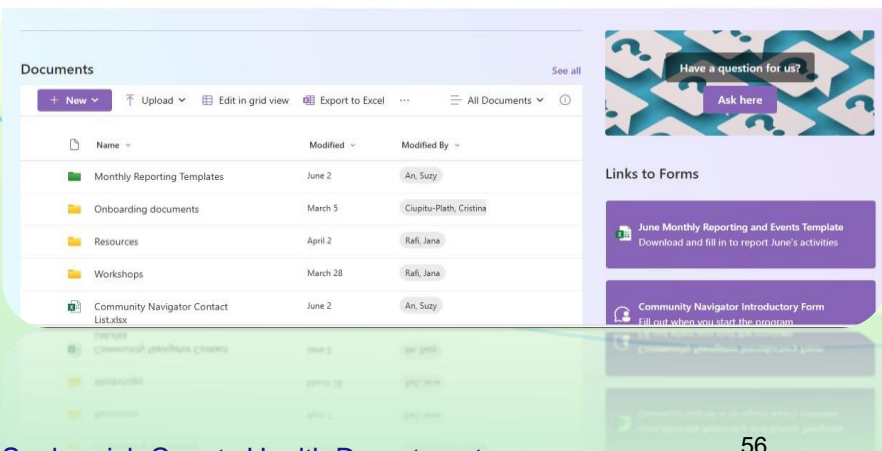 Documents
See all
+ New
Upload
Edit in grid view
Export to Excel
...
All Documents
Name
Modified
Modified By
Monthly Reporting Templates
June 2
An, Suzy
Onboarding documents
March 5
Ciupitu-Plath, Cristina
Resources
April 2
Rafi, Jana
Workshops
March 28
Rafi, Jana
Community Navigator Contact
List.xlsx
June 2
An, Suzy
Have a question for us?
Ask here
Links to Forms
June Monthly Reporting and Events Template
Download and fill in to report June's activities
Community Navigator Introductory Form
Fill out when you start the program
56